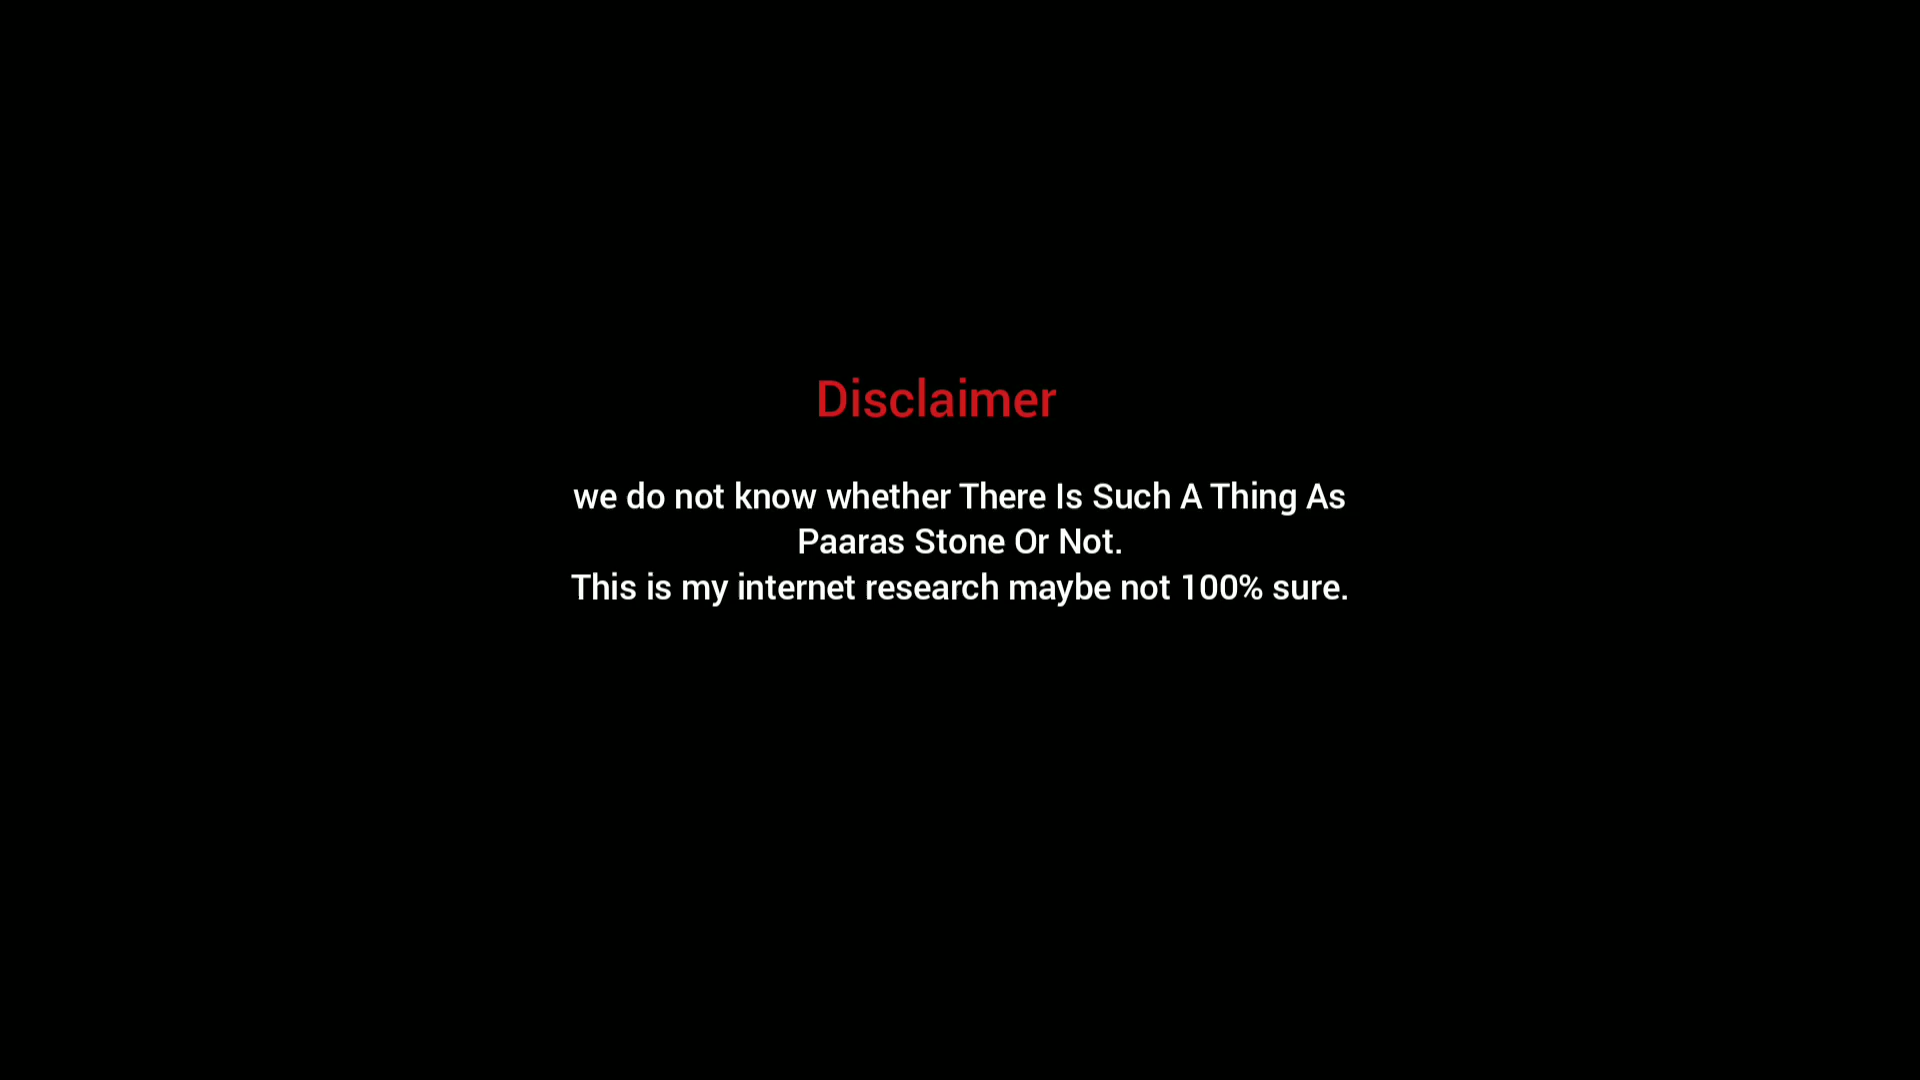 Disclaimer
we do not know whether There Is Such A Thing As
Paaras Stone Or Not.
This is my internet research maybe not 100% sure.